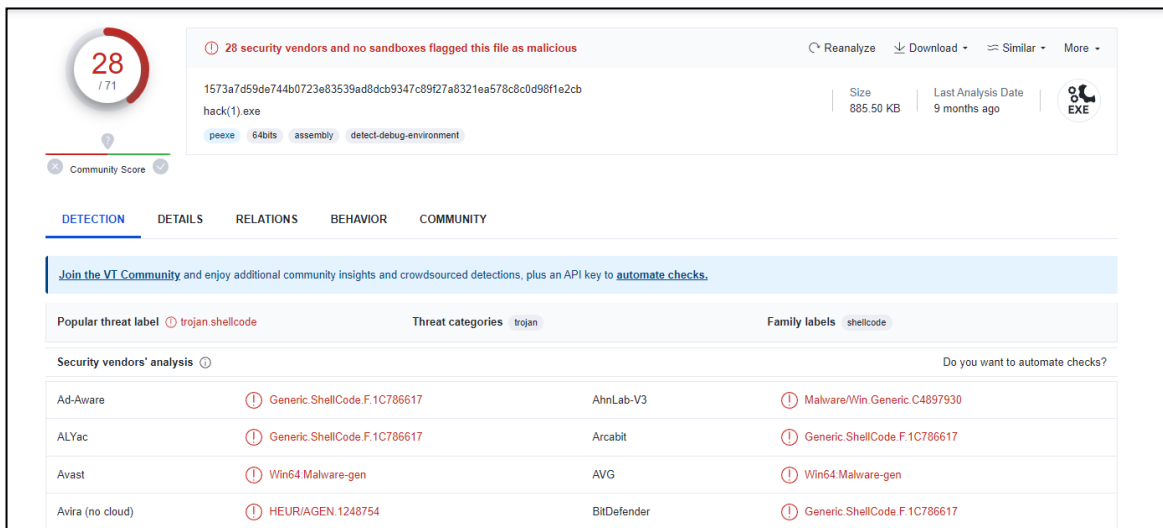 28 security vendors and no sandboxes flagged this file as malicious
Reanalyze Download Similar More
28
/ 71
1573a7d59de744b0723e83539ad8dcb9347c89f27a8321ea578c8c0d98f1e2cb
hack(1).exe
Size
885.50 KB
Last Analysis Date
9 months ago
EXE
peexe 64bits assembly detect-debug-environment
?
Community Score
DETECTION DETAILS RELATIONS BEHAVIOR COMMUNITY
Join the VT Community and enjoy additional community insights and crowdsourced detections, plus an API key to automate checks.
Popular threat label trojan.shellcode Threat categories trojan Family labels shellcode
Security vendors' analysis Do you want to automate checks?
Ad-Aware Generic.ShellCode.F.1C786617 AhnLab-V3 Malware/Win.Generic.C4897930
ALYac Generic.ShellCode.F.1C786617 Arcabit Generic.ShellCode.F.1C786617
Avast Win64:Malware-gen AVG Win64:Malware-gen
Avira (no cloud) HEUR/AGEN.1248754 BitDefender Generic.ShellCode.F.1C786617